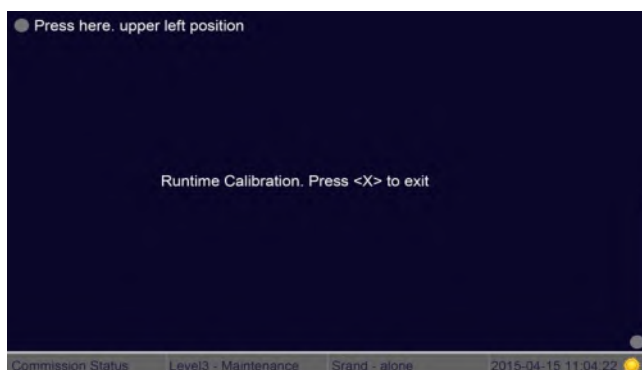 Press here. upper left position
Runtime Calibration. Press <X> to exit
Commission Status Level3 - Maintenance Srand - alone 2015-04-15 11:04:22